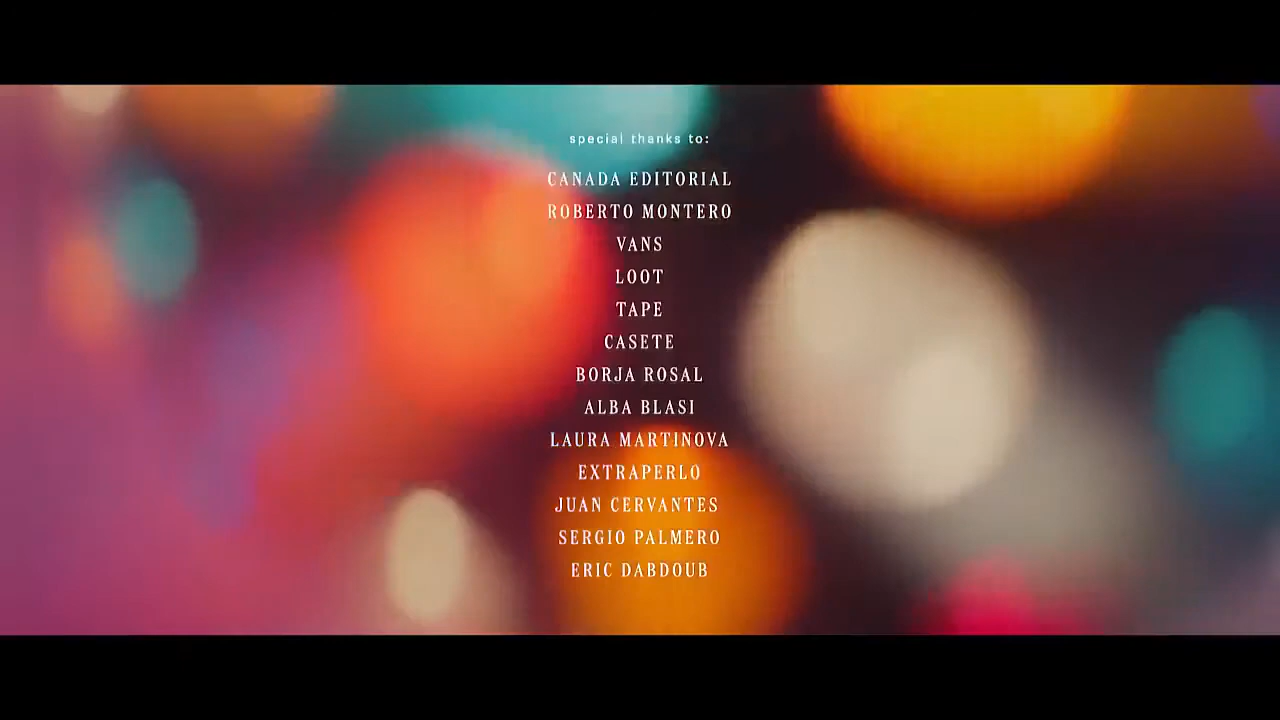 special thanks to:
CANADA EDITORIAL
ROBERTO MONTERO
VANS
LOOT
TAPE
CASETE
BORJA ROSAL
ALBA BLASI
LAURA MARTINOVA
EXTRAPERLO
JUAN CERVANTES
SERGIO PALMERO
ERIC DABDOUB